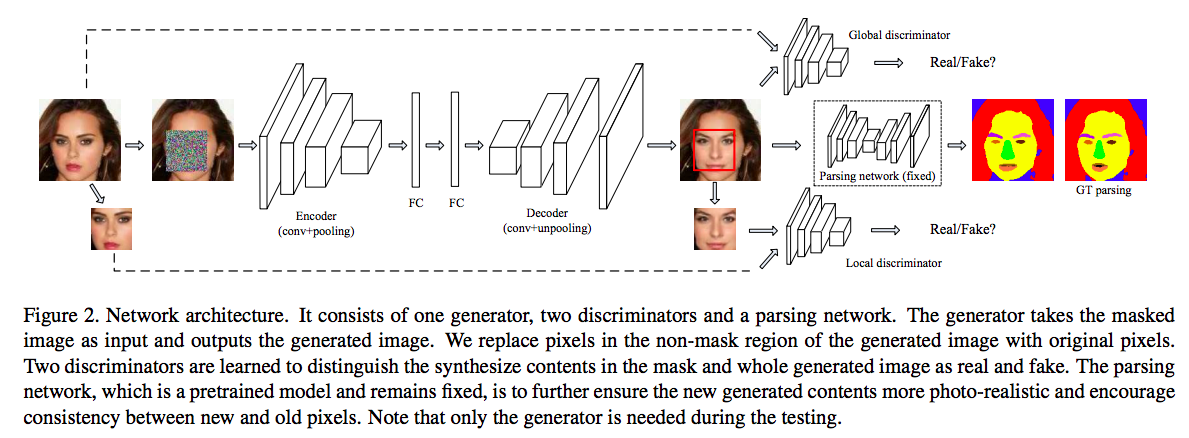 Global discriminator
Real/Fake?
Parsing network (fixed)
GT parsing
FC
FC
Encoder
(conv+pooling)
Decoder
(conv+unpooling)
Real/Fake?
Local discriminator
Figure 2. Network architecture. It consists of one generator, two discriminators and a parsing network. The generator takes the masked
image as input and outputs the generated image. We replace pixels in the non-mask region of the generated image with original pixels.
Two discriminators are learned to distinguish the synthesize contents in the mask and whole generated image as real and fake. The parsing
network, which is a pretrained model and remains fixed, is to further ensure the new generated contents more photo-realistic and encourage
consistency between new and old pixels. Note that only the generator is needed during the testing.